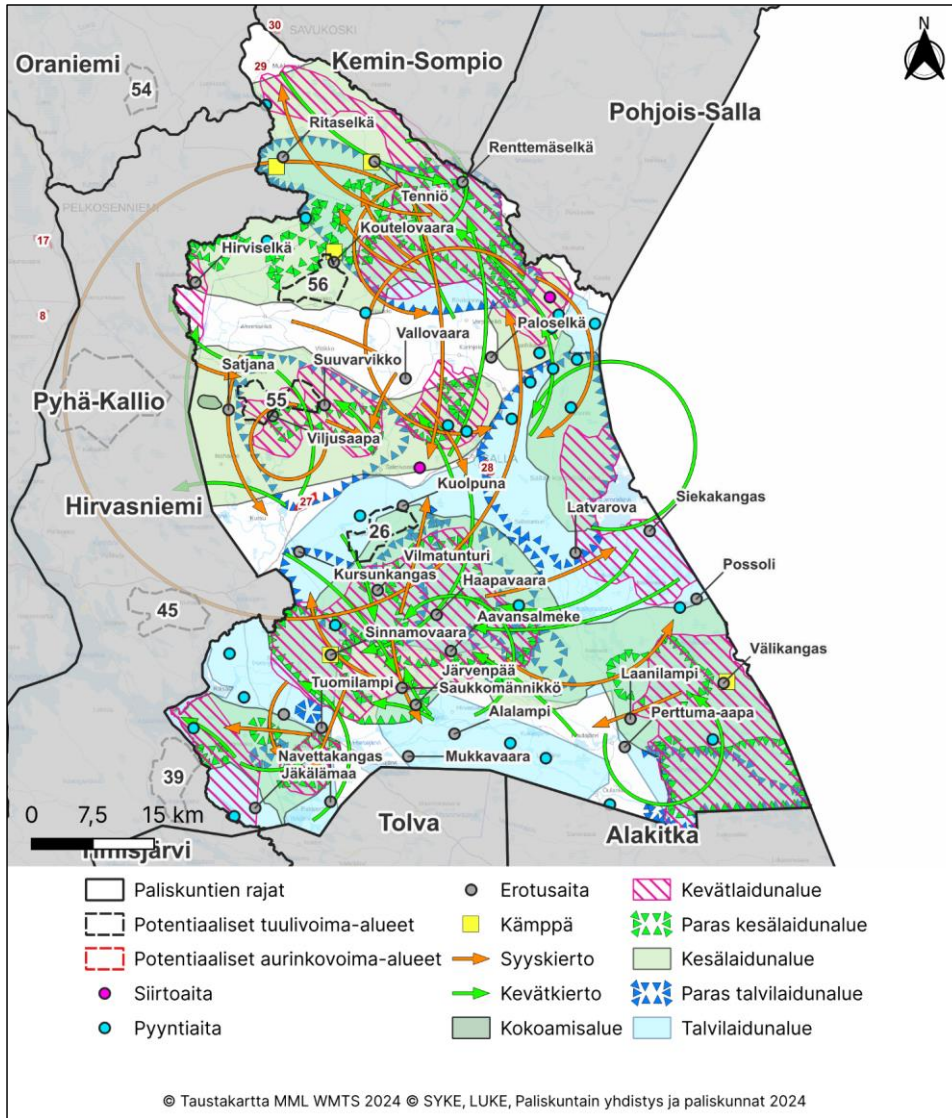 N
30
SAVUKOSKI
Kemin-Sompio
Oraniemi
29
54
Pohjois-Salla
Ritaselkä
Renttemäselkä
Tenniö
PELKOSENNIEMI
Koutelovaara
17
Hirviselkä
56
8
Paloselkä
Vallovaara
Suuvarvikko
Satjana
55
Pyhä-Kallio
Viljusaapa
SALLA
28
Kuolpuna
27
Hirvasniemi
Latvarova
Siekakangas
26
Vilmatunturi
Kursunkangas
Haapavaara
Possoli
45
Aavansalmeke
Sinnamovaara
Välikangas
Järvenpää
Laanilampi
Tuomilampi
Saukkomännikkö
Alalampi
Perttuma-aapa
Navettakangas
Mukkavaara
Jäkälämaa
39
0 7,5 15 km
Tolva
Alakitka
Timisjärvi
Paliskuntien rajat
Potentiaaliset tuulivoima-alueet
Potentiaaliset aurinkovoima-alueet
Siirtoaita
Pyyntiaita
Erotusaita
Kämppä
Syyskierto
Kevätkierto
Kokoamisalue
Kevätlaidunalue
Paras kesälaidunalue
Kesälaidunalue
Paras talvilaidunalue
Talvilaidunalue
© Taustakartta MML WMTS 2024 © SYKE, LUKE, Paliskuntain yhdistys ja paliskunnat 2024